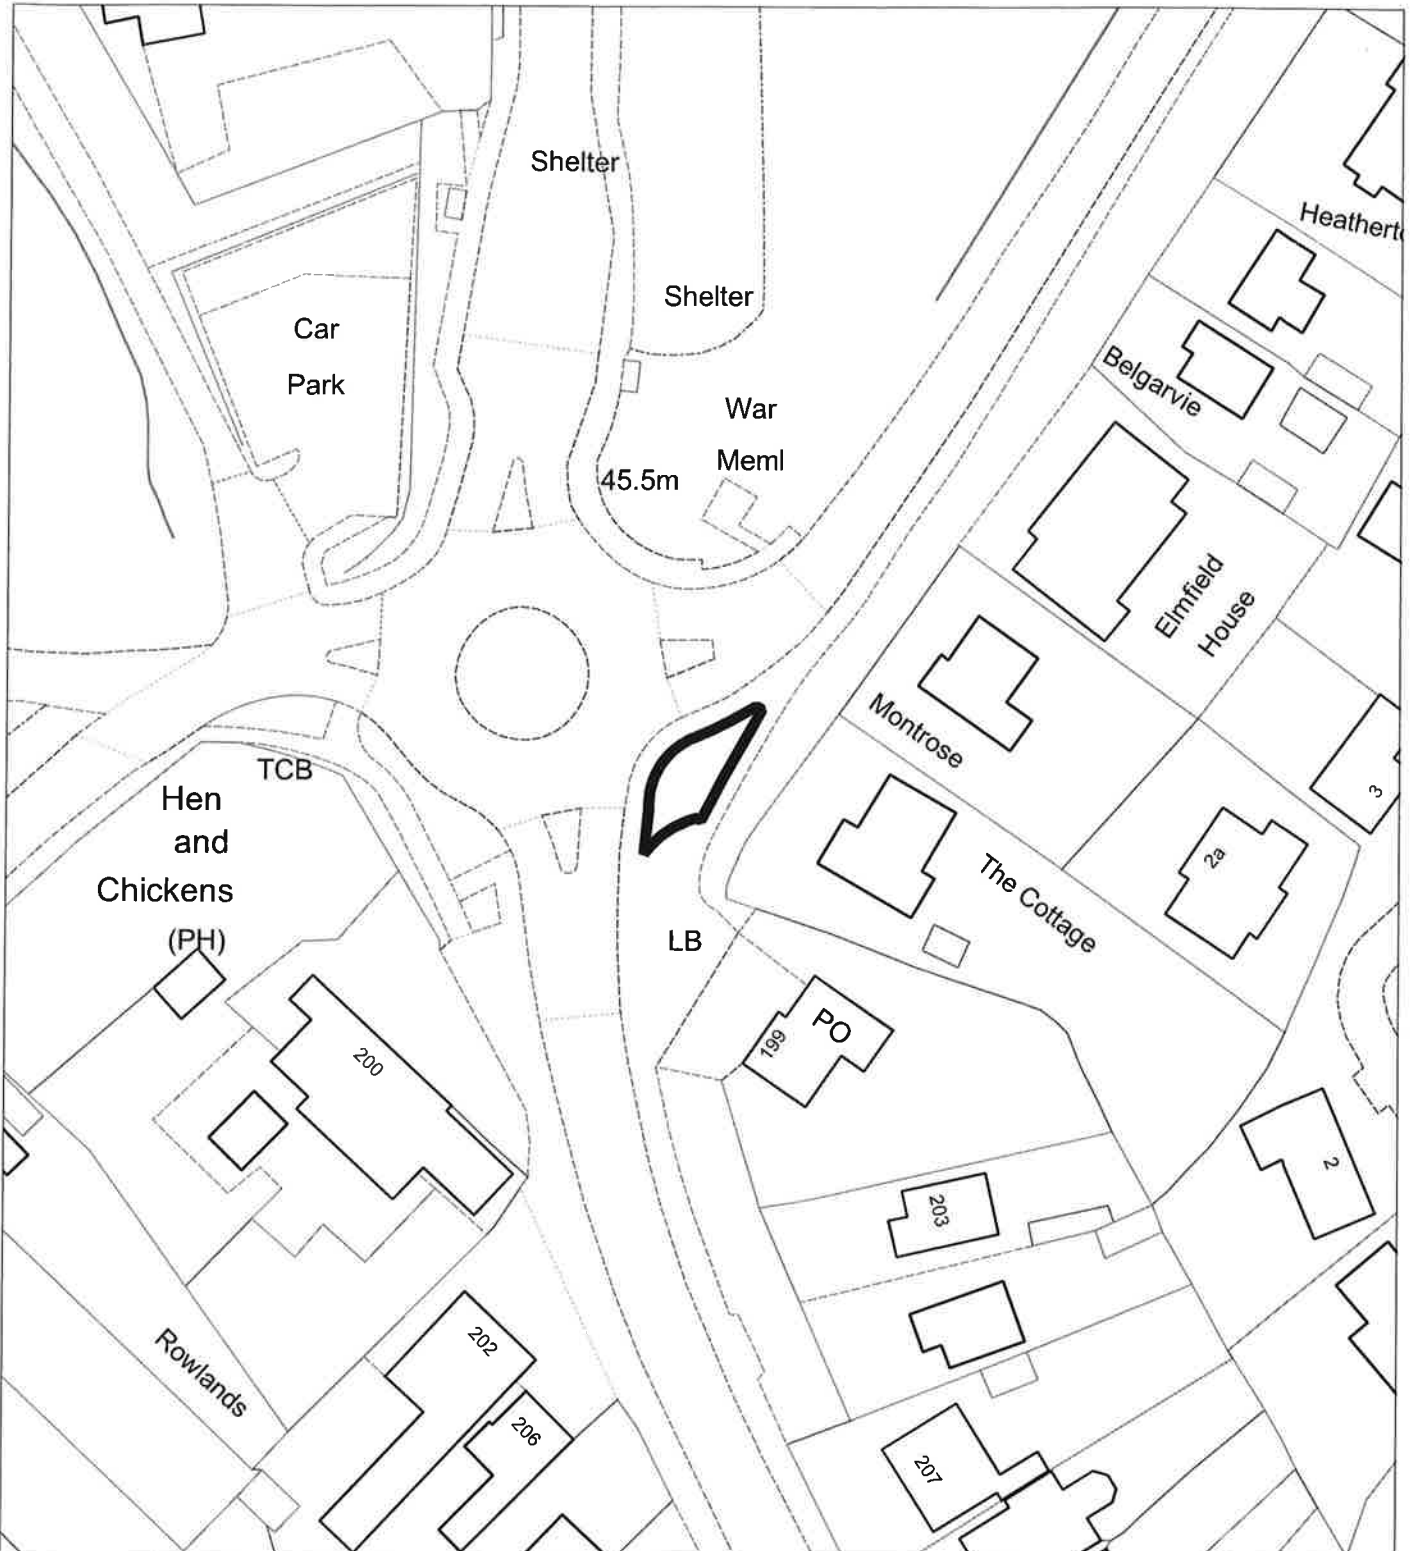 Shelter
Heatherto
Shelter
Car
Park
Belgarvie
War
Meml
45.5m
Elmfield
House
Montrose
TCB
Hen
and
Chickens
(PH)
3
2a
The Cottage
LB
PO
199
200
2
203
202
Rowlands
206
207